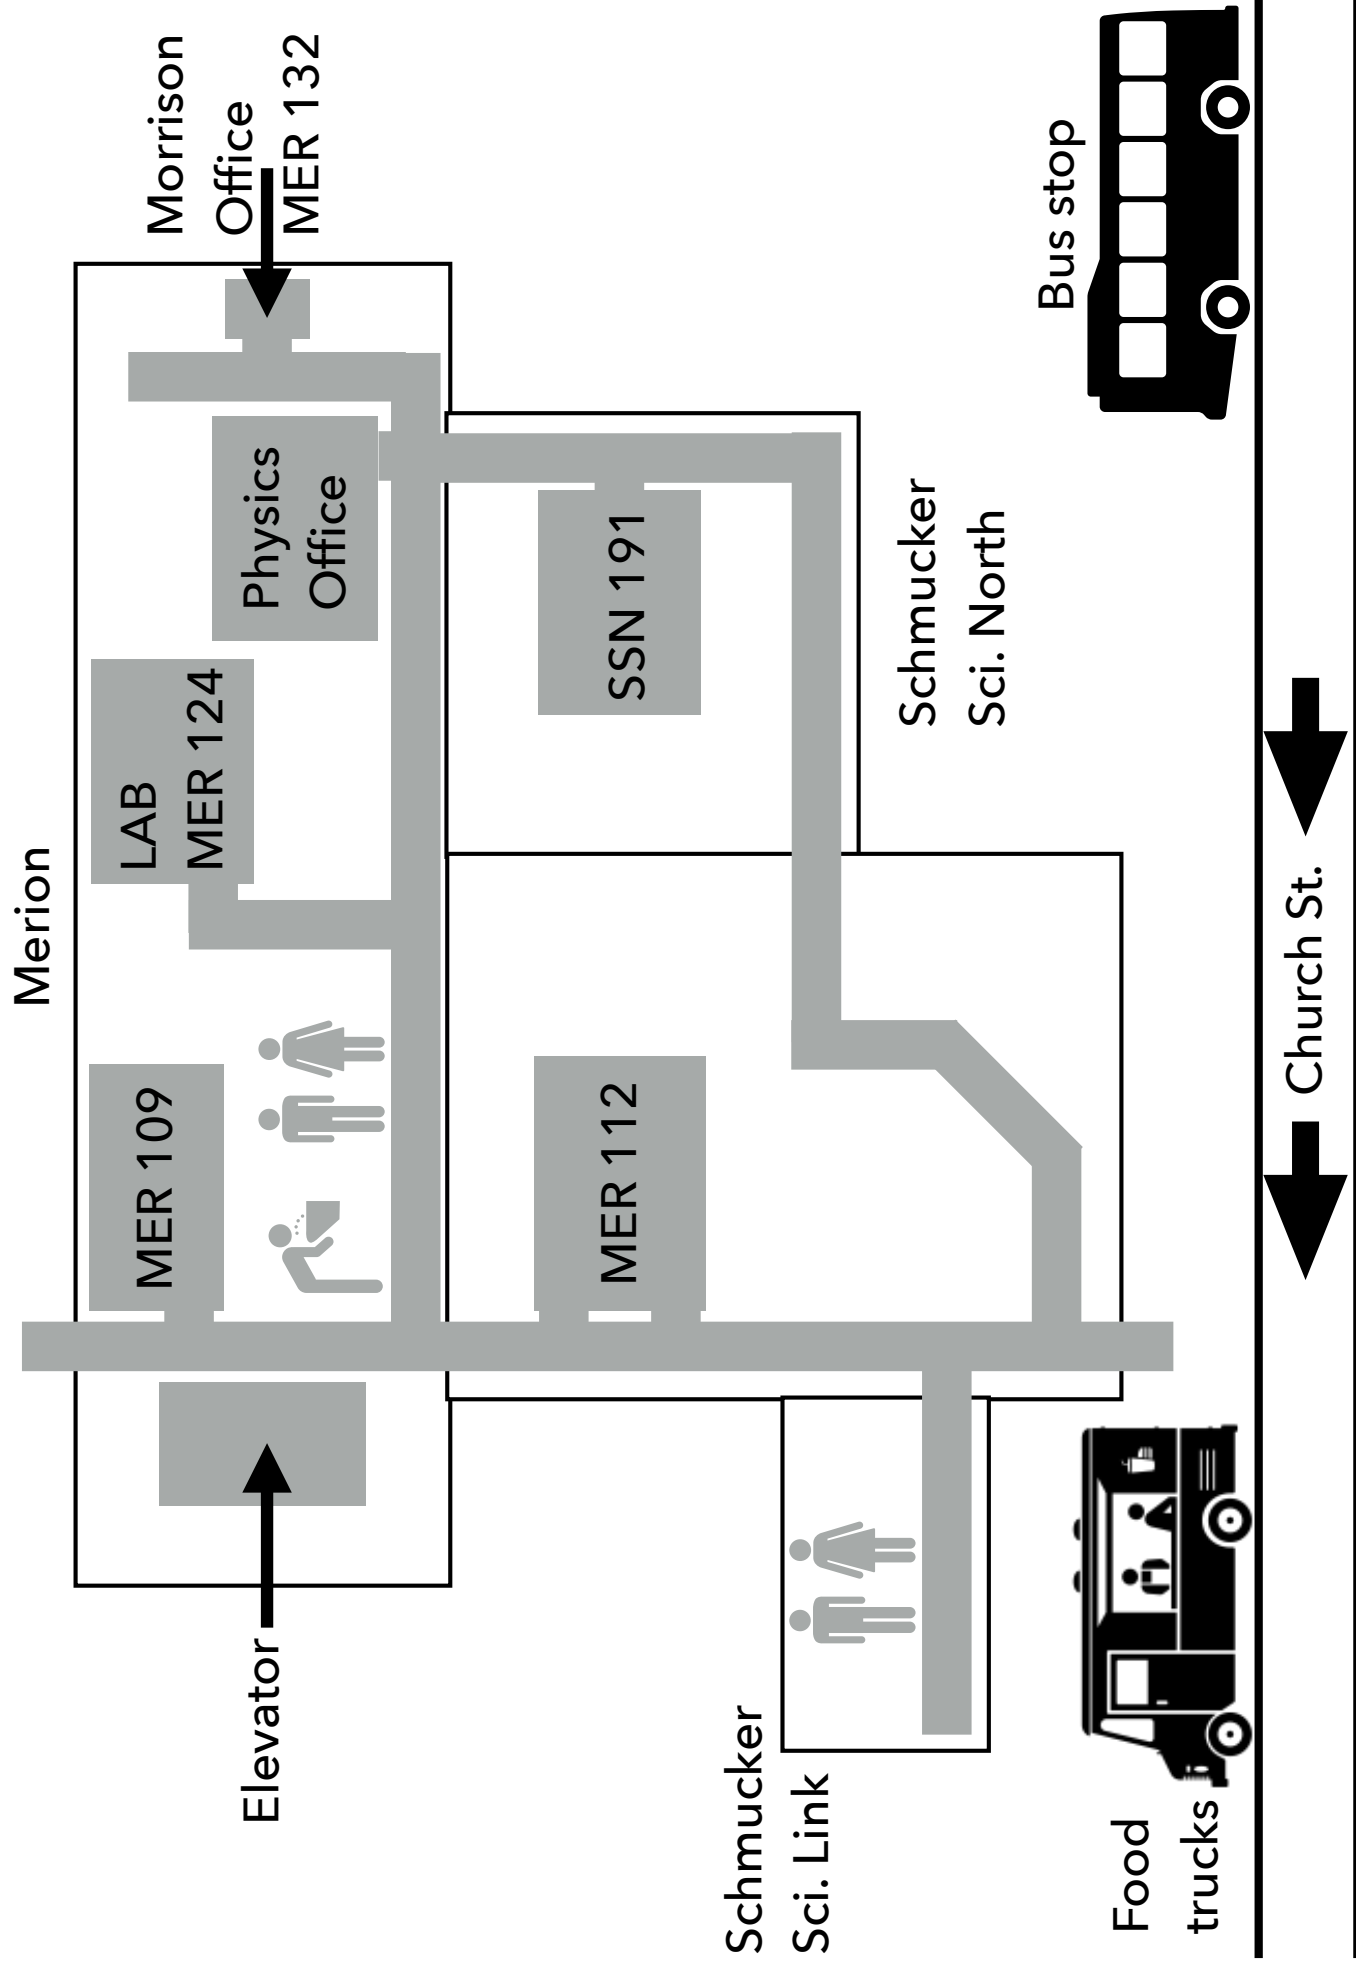 Merion
Elevator
MER 109
LAB
MER 124
Physics
Office
Morrison
Office
MER 132
MER 112
SSN 191
Schmucker
Sci. Link
Schmucker
Sci. North
Bus stop
Food
trucks
Church St.